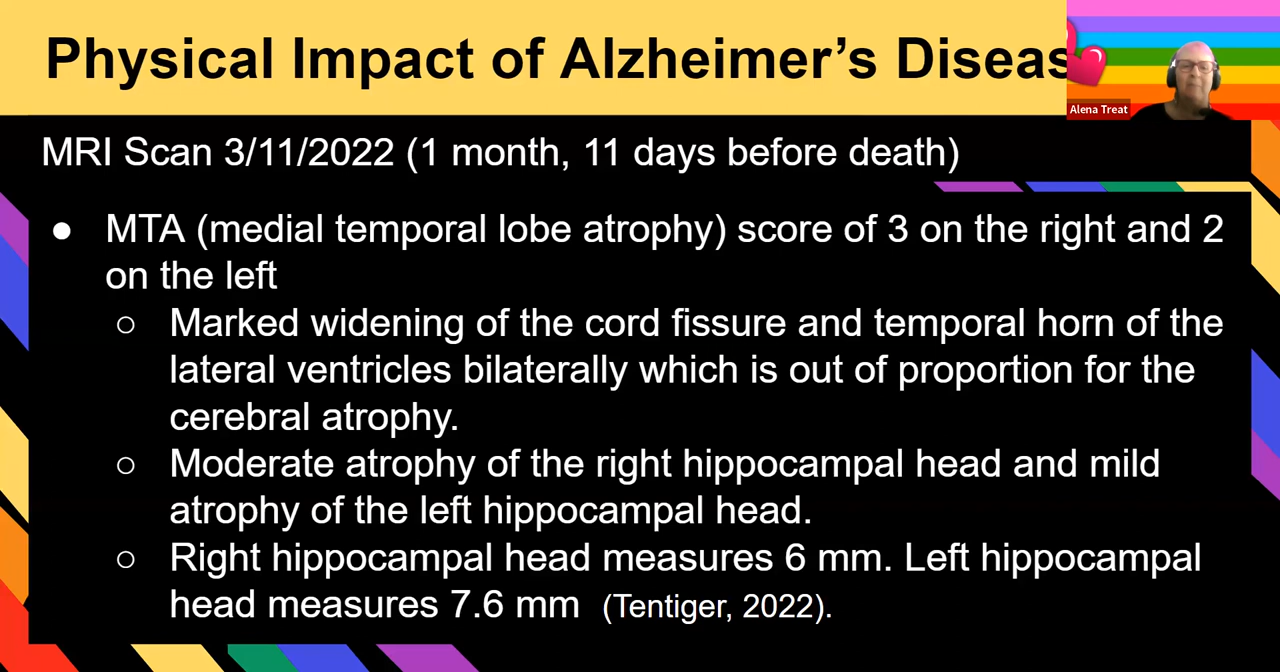 Physical Impact of Alzheimer's Diseas
Alena Treat
MRI Scan 3/11/2022 (1 month, 11 days before death)
● MTA (medial temporal lobe atrophy) score of 3 on the right and 2
on the left
○ Marked widening of the cord fissure and temporal horn of the
lateral ventricles bilaterally which is out of proportion for the
cerebral atrophy.
○ Moderate atrophy of the right hippocampal head and mild
atrophy of the left hippocampal head.
○ Right hippocampal head measures 6 mm. Left hippocampal
head measures 7.6 mm (Tentiger, 2022).